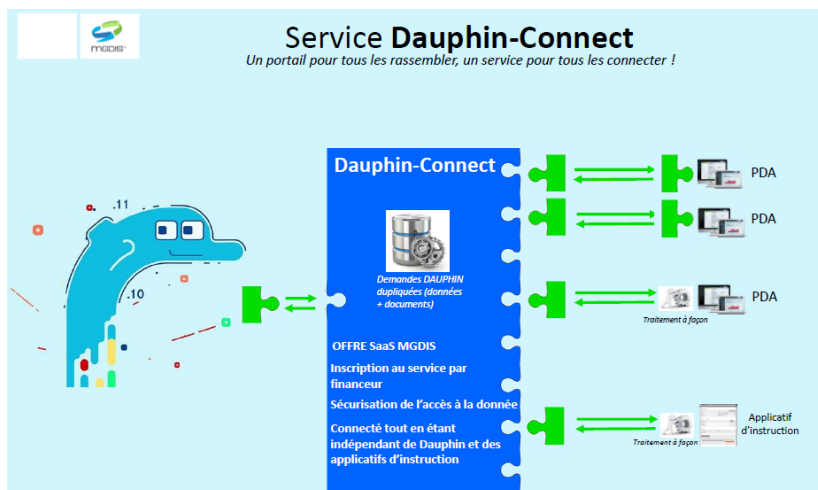 MGDIS
Service Dauphin-Connect
Un portail pour tous les rassembler, un service pour tous les connecter !
Dauphin-Connect
PDA
PDA
.11
.10
Demandes DAUPHIN
dupliquées (données
+ documents)
PDA
Traitement à façon
OFFRE SaaS MGDIS
Inscription au service par
financeur
Sécurisation de l'accès à la donnée
Connecté tout en étant
indépendant de Dauphin et des
applicatifs d'instruction
Traitement à façon
Applicatif
d'instruction